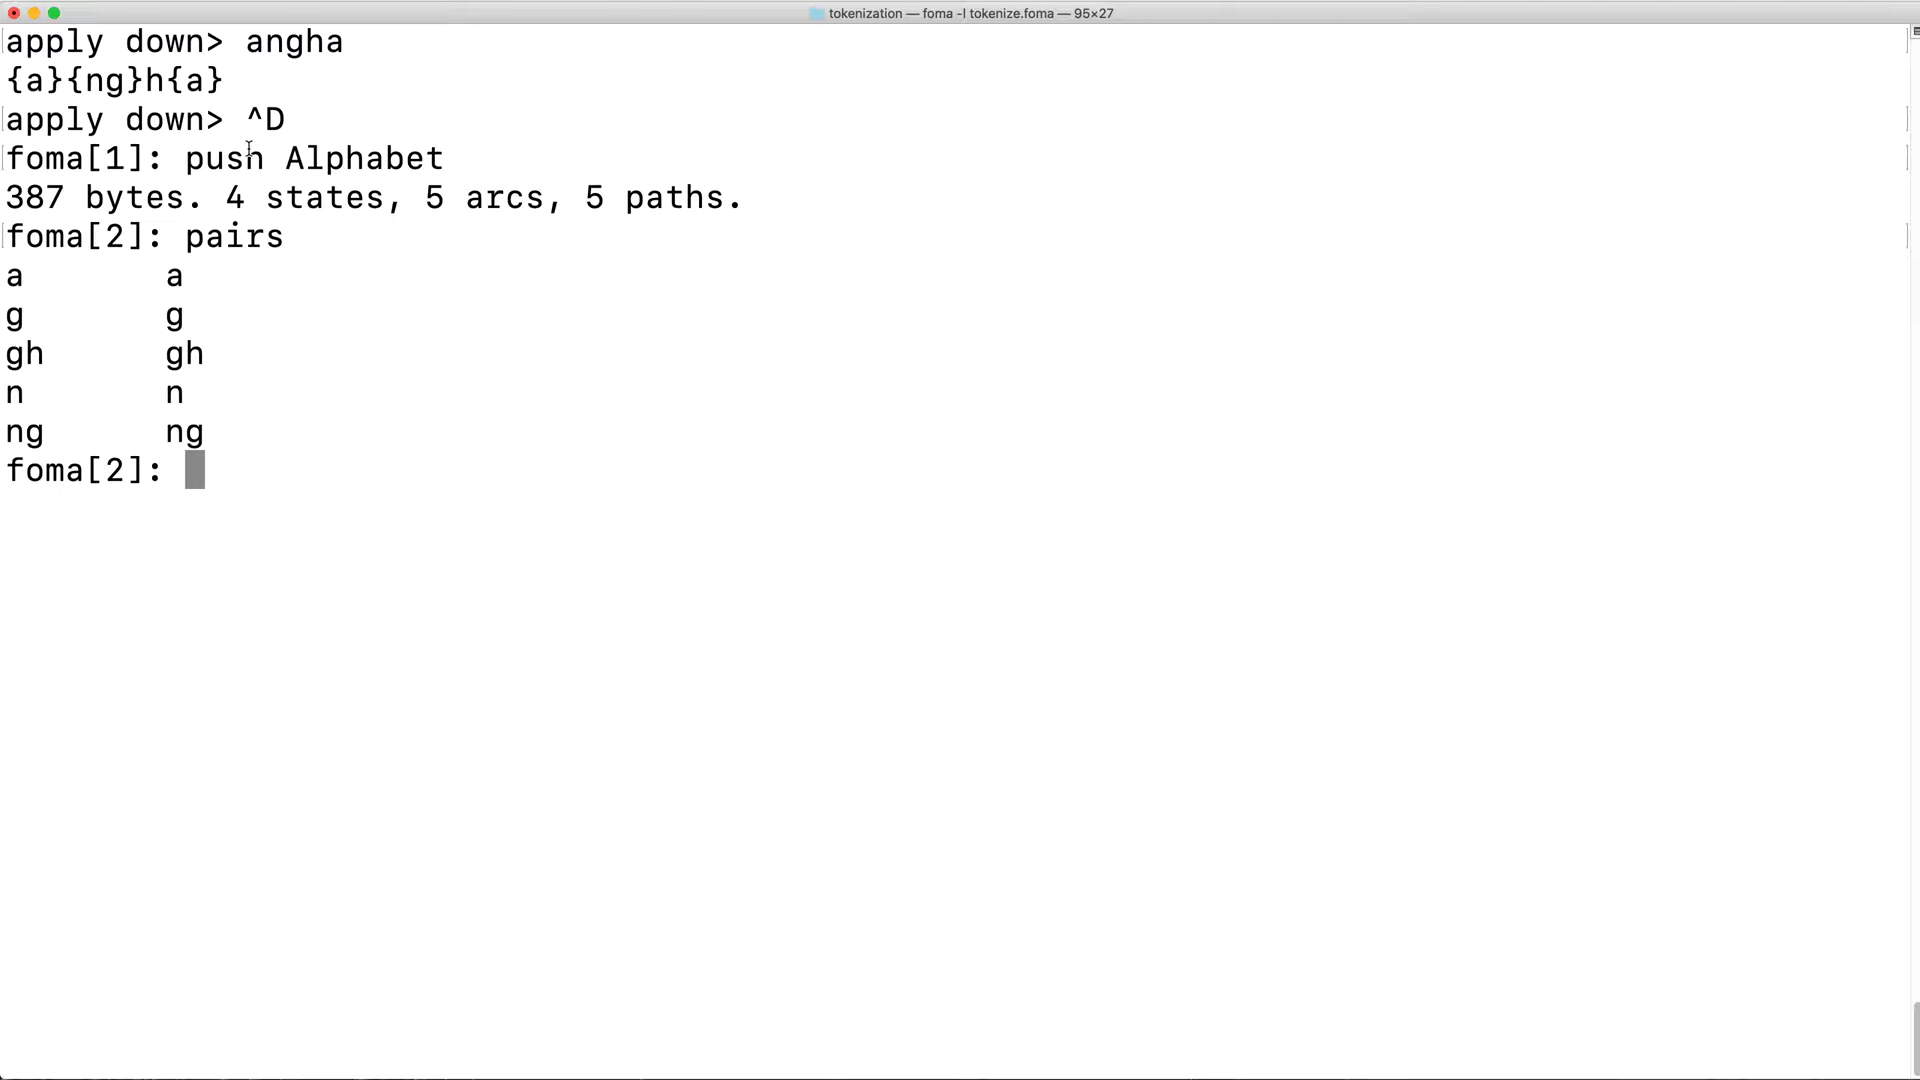 tokenization — foma -l tokenize.foma — 95×27
apply down> angha
{a}{ng}h{a}
apply down> ^D
foma[1]: push Alphabet
387 bytes. 4 states, 5 arcs, 5 paths.
foma[2]: pairs
a a
g g
gh gh
n n
ng ng
foma[2]: